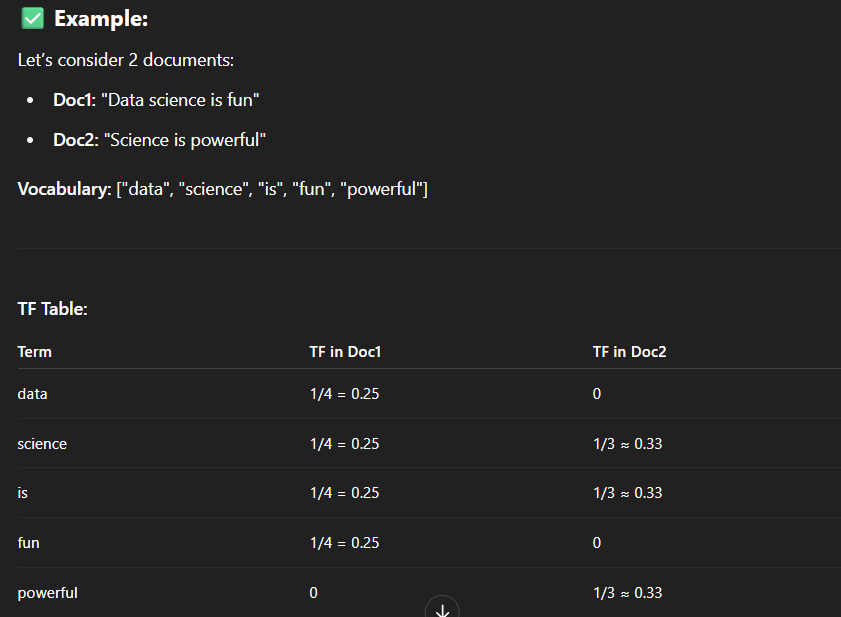 ✅ Example:
Let's consider 2 documents:
• Doc1: "Data science is fun"
• Doc2: "Science is powerful"
Vocabulary: ["data", "science", "is", "fun", "powerful"]
TF Table:
Term TF in Doc1 TF in Doc2
data 1/4 = 0.25 0
science 1/4 = 0.25 1/3 ≈ 0.33
is 1/4 = 0.25 1/3 ≈ 0.33
fun 1/4 = 0.25 0
powerful 0 1/3 ≈ 0.33